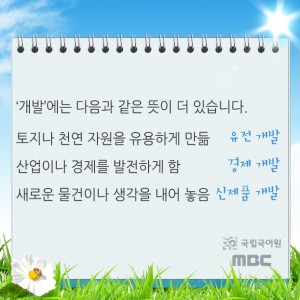 '개발'에는 다음과 같은 뜻이 더 있습니다.
토지나 천연 자원을 유용하게 만듦 유전 개발
산업이나 경제를 발전하게 함 경제 개발
새로운 물건이나 생각을 내어 놓음 신제품 개발
국립국어원
MBC